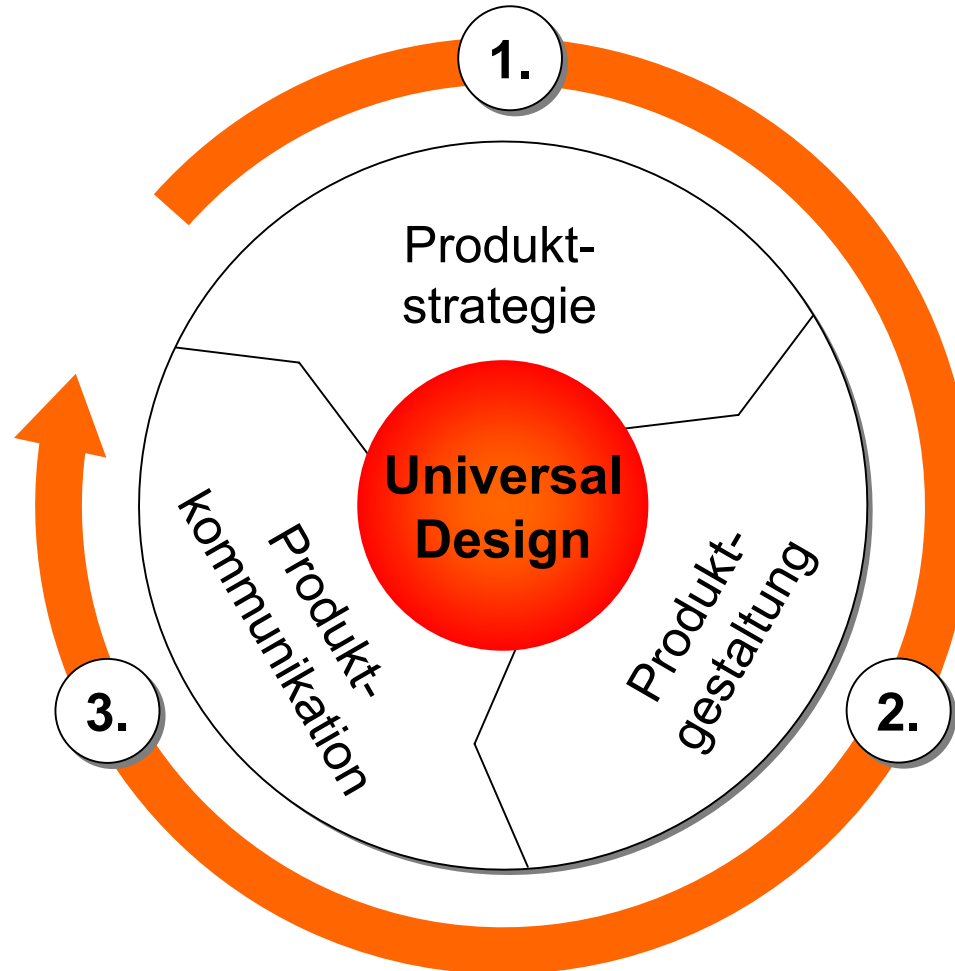 1.
Produkt-
strategie
Universal
Design
Produkt-
gestaltung
2.
Produkt-
kommunikation
3.